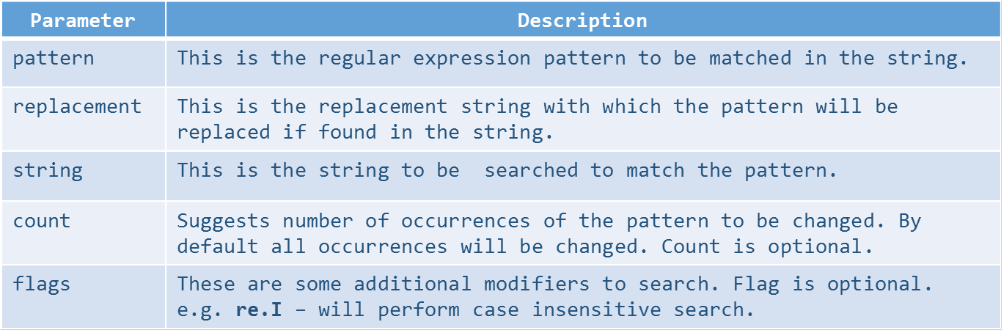 Parameter Description
pattern This is the regular expression pattern to be matched in the string.
replacement This is the replacement string with which the pattern will be
replaced if found in the string.
string This is the string to be  searched to match the pattern.
count Suggests number of occurrences of the pattern to be changed. By
default all occurrences will be changed. Count is optional.
flags These are some additional modifiers to search. Flag is optional.
e.g. re.I – will perform case insensitive search.